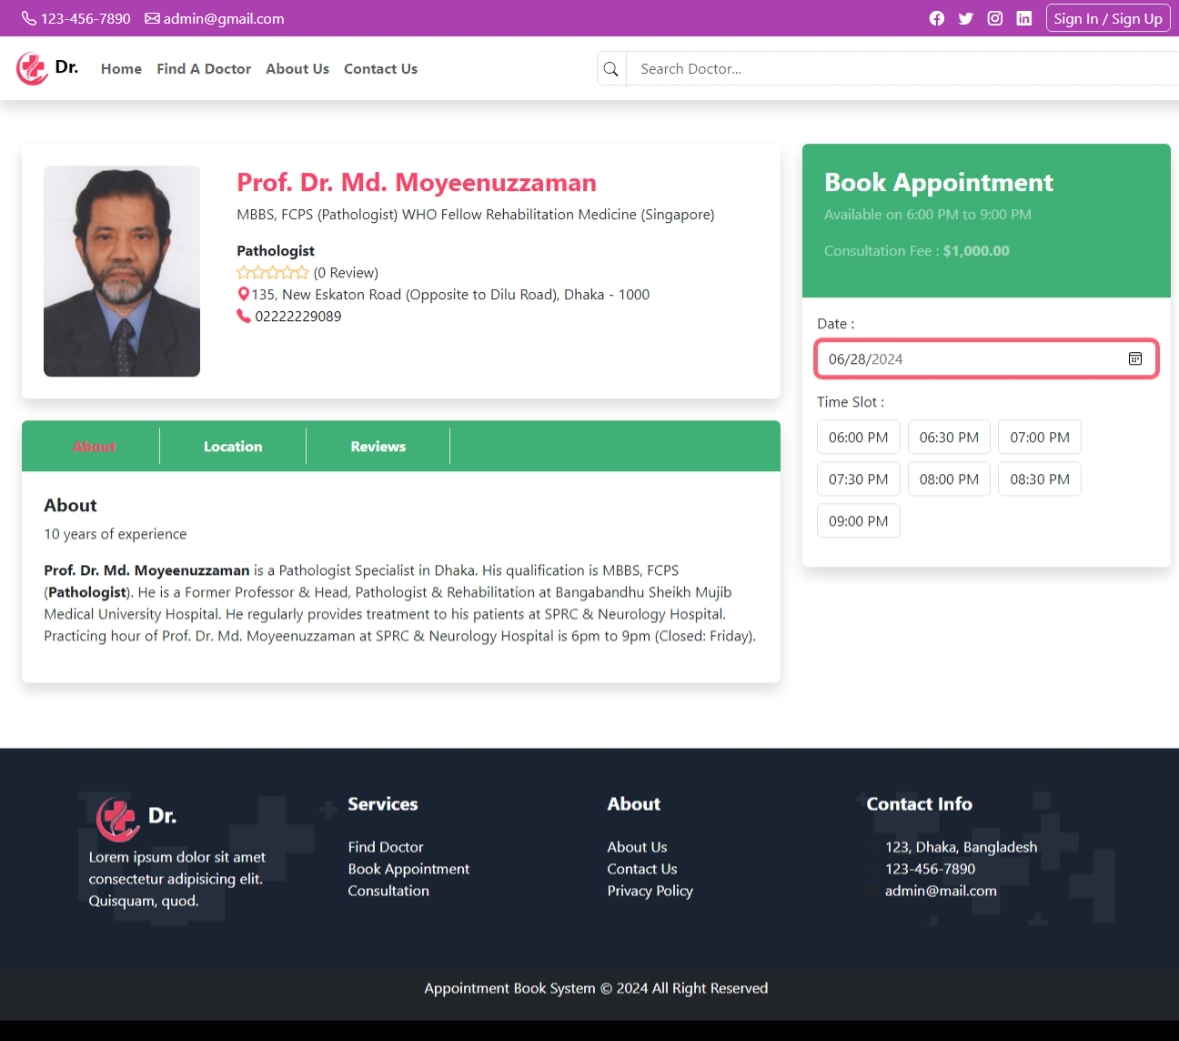 123-456-7890 admin@gmail.com Sign In / Sign Up
Dr. Home Find A Doctor About Us Contact Us Search Doctor...
Prof. Dr. Md. Moyeenuzzaman
MBBS, FCPS (Pathologist) WHO Fellow Rehabilitation Medicine (Singapore)
Pathologist
(0 Review)
135, New Eskaton Road (Opposite to Dilu Road), Dhaka - 1000
02222229089
Book Appointment
Available on 6:00 PM to 9:00 PM
Consultation Fee : $1,000.00
Date :
06/28/2024
Time Slot :
06:00 PM 06:30 PM 07:00 PM
07:30 PM 08:00 PM 08:30 PM
09:00 PM
About Location Reviews
About
10 years of experience
Prof. Dr. Md. Moyeenuzzaman is a Pathologist Specialist in Dhaka. His qualification is MBBS, FCPS
(Pathologist). He is a Former Professor & Head, Pathologist & Rehabilitation at Bangabandhu Sheikh Mujib
Medical University Hospital. He regularly provides treatment to his patients at SPRC & Neurology Hospital.
Practicing hour of Prof. Dr. Md. Moyeenuzzaman at SPRC & Neurology Hospital is 6pm to 9pm (Closed: Friday).
Dr.
Lorem ipsum dolor sit amet
consectetur adipisicing elit.
Quisquam, quod.
Services
Find Doctor
Book Appointment
Consultation
About
About Us
Contact Us
Privacy Policy
Contact Info
123, Dhaka, Bangladesh
123-456-7890
admin@mail.com
Appointment Book System © 2024 All Right Reserved